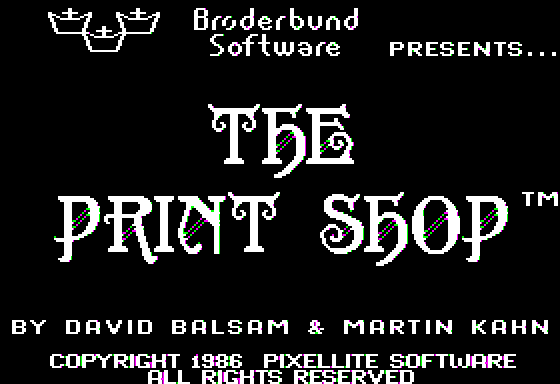 Broderbund
Software PRESENTS...
THE
PRINT SHOP™
BY DAVID BALSAM & MARTIN KAHN
COPYRIGHT 1986 PIXELLITE SOFTWARE
ALL RIGHTS RESERVED